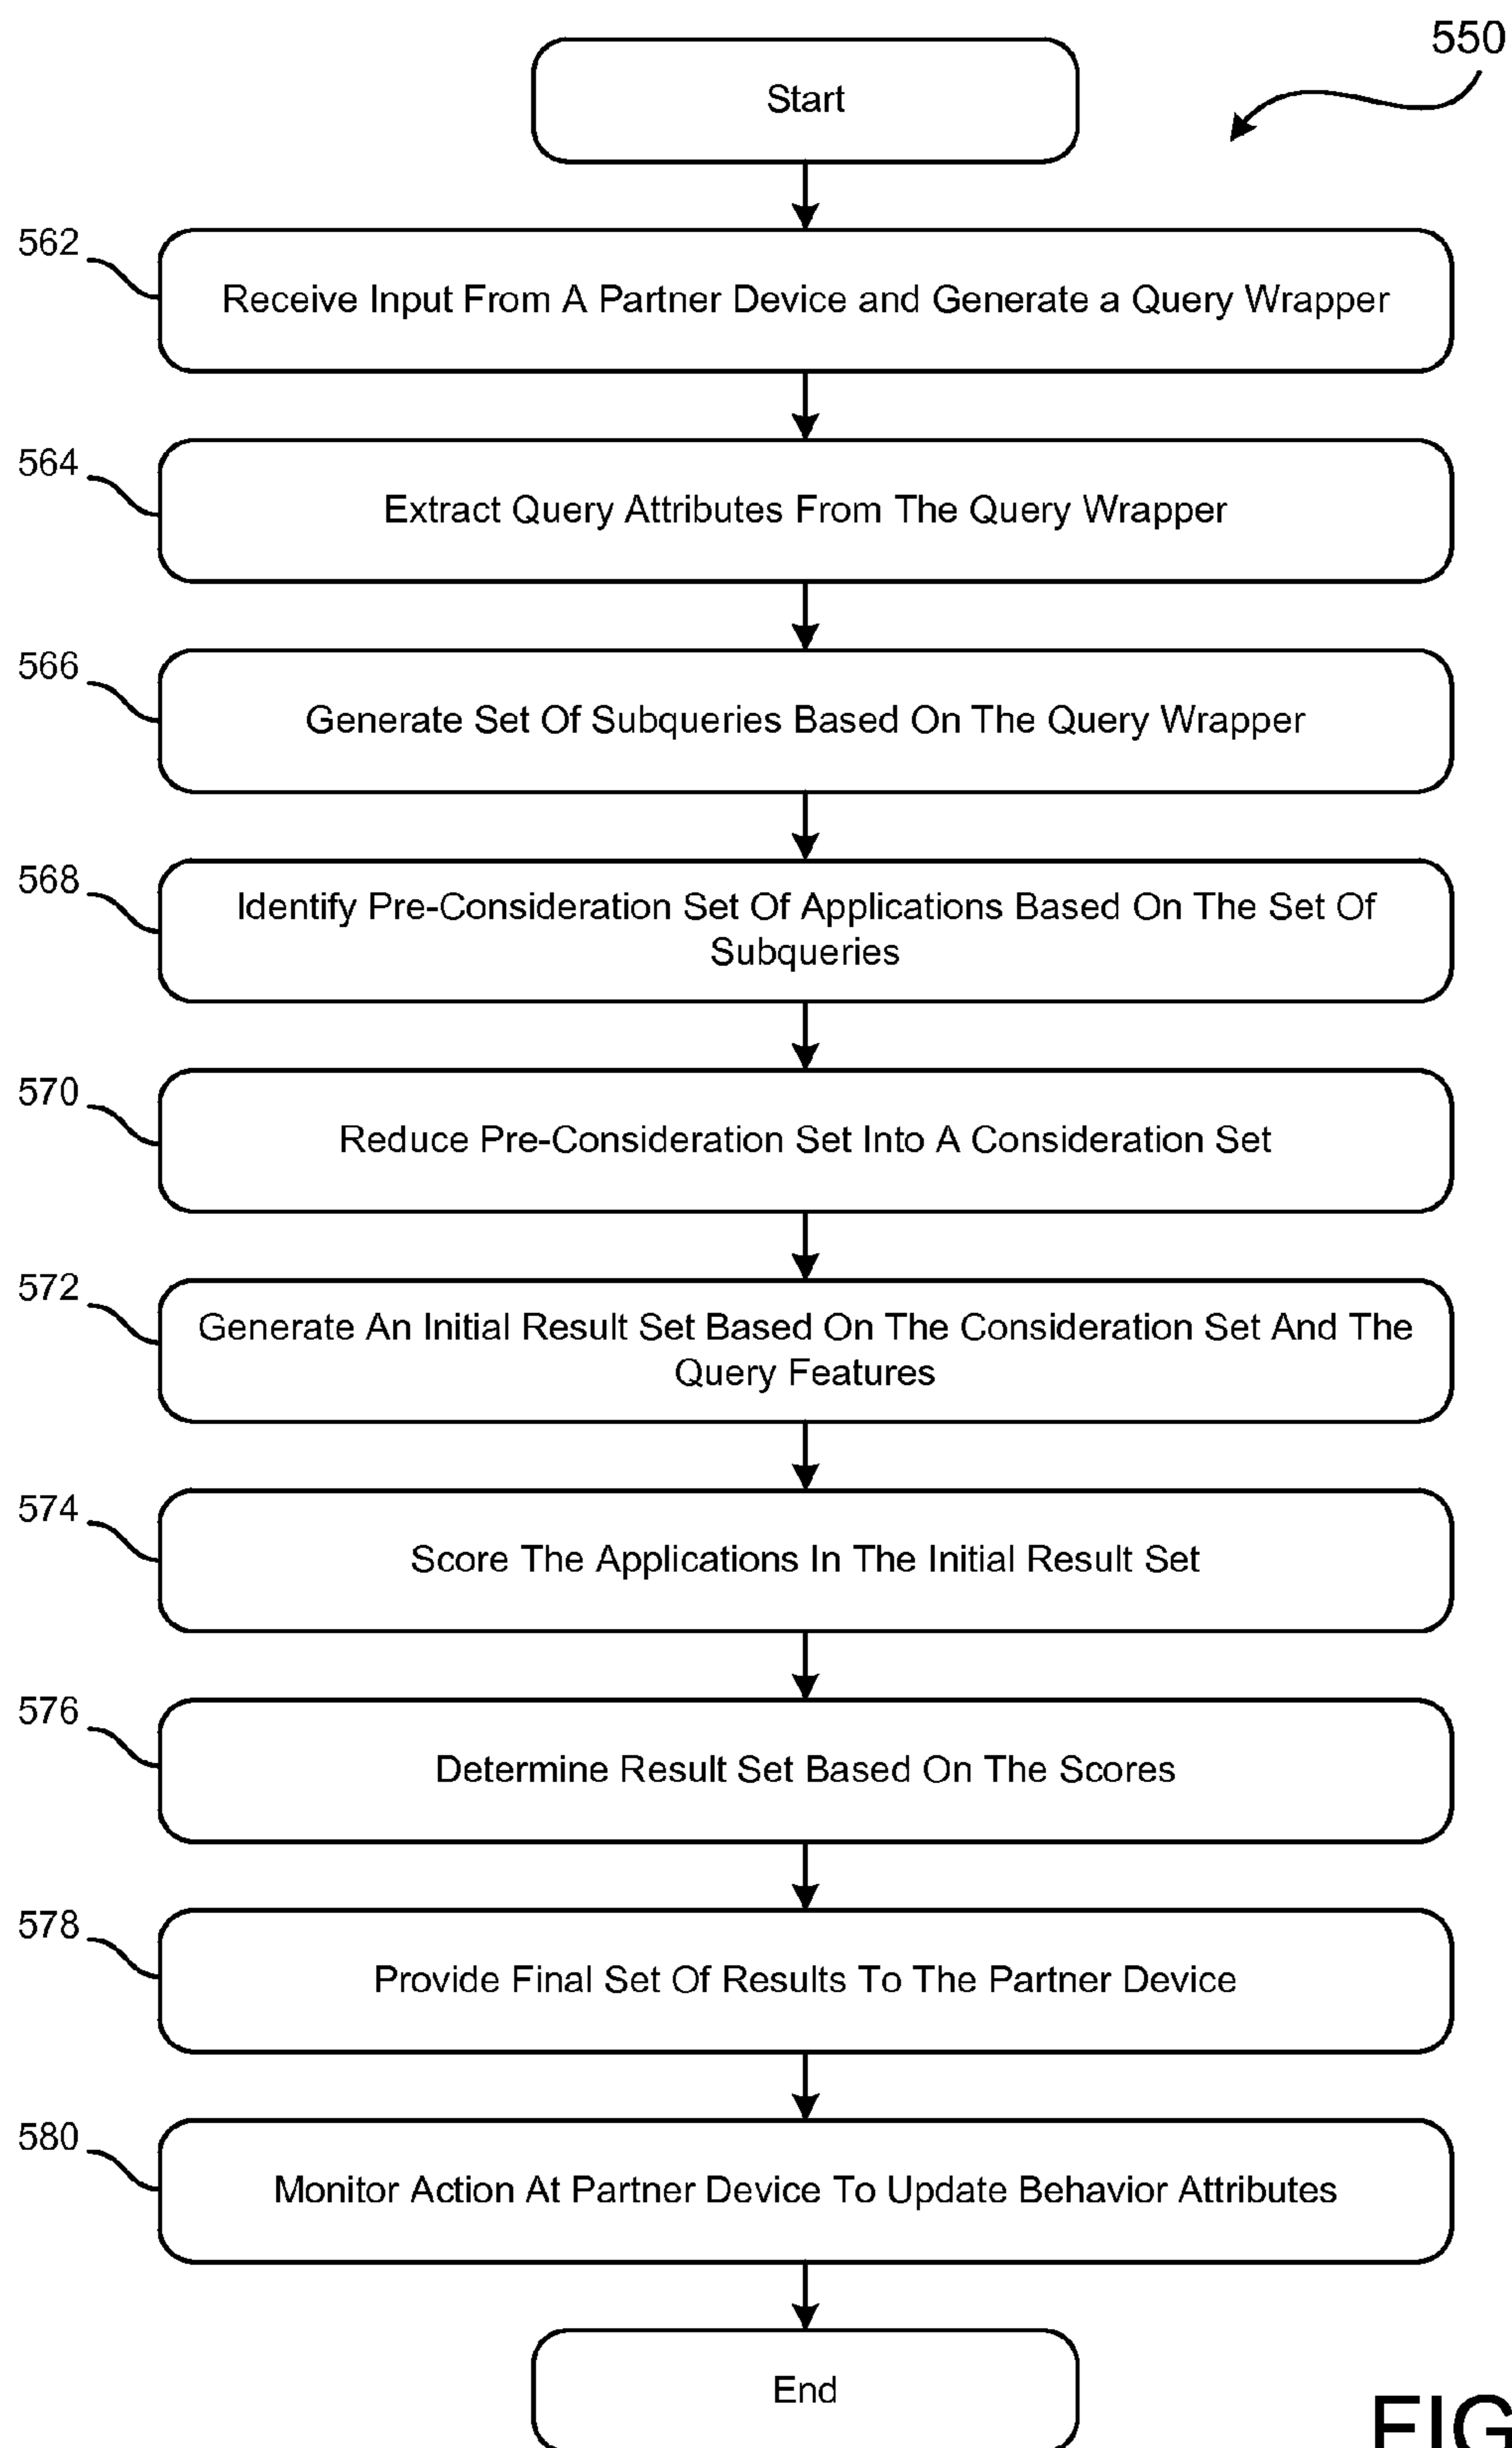 550
Start
562
Receive Input From A Partner Device and Generate a Query Wrapper
564
Extract Query Attributes From The Query Wrapper
566
Generate Set Of Subqueries Based On The Query Wrapper
568
Identify Pre-Consideration Set Of Applications Based On The Set Of
Subqueries
570
Reduce Pre-Consideration Set Into A Consideration Set
572
Generate An Initial Result Set Based On The Consideration Set And The
Query Features
574
Score The Applications In The Initial Result Set
576
Determine Result Set Based On The Scores
578
Provide Final Set Of Results To The Partner Device
580
Monitor Action At Partner Device To Update Behavior Attributes
End
FIG